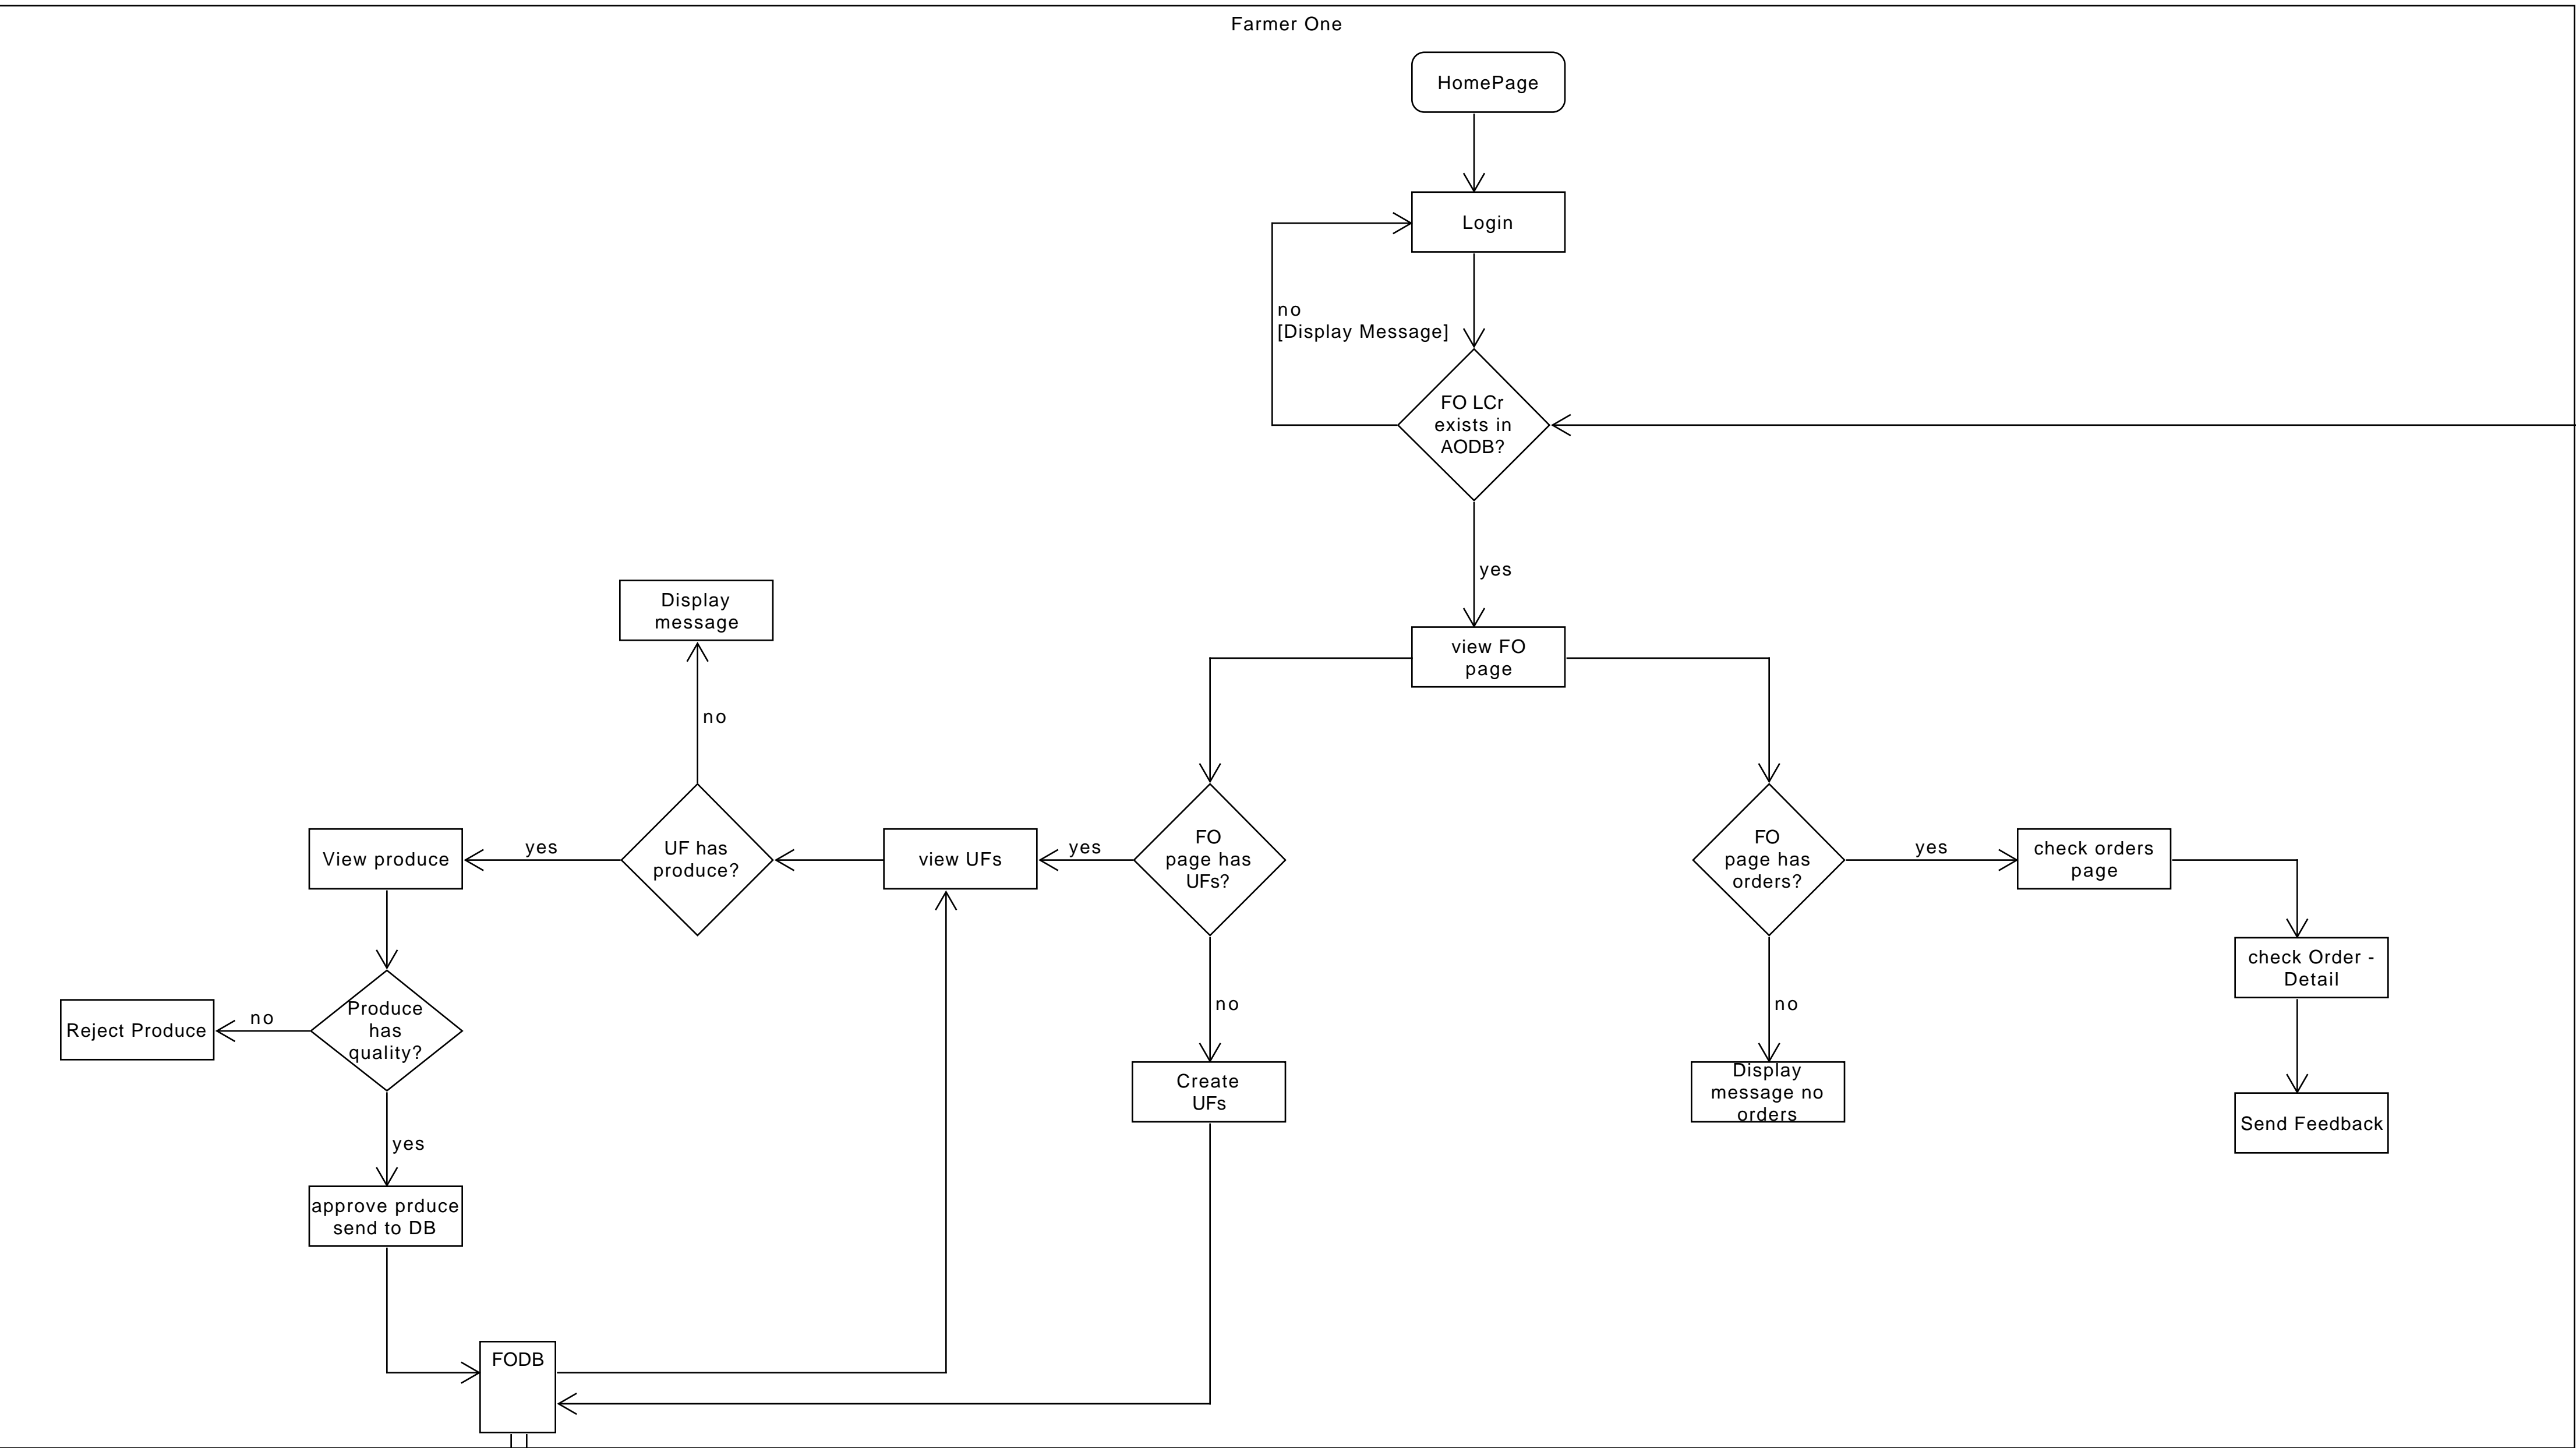 Farmer One
HomePage
Login
no
[Display Message]
FO LCr
exists in
AODB?
yes
view FO
page
Display
message
no
UF has
produce?
yes
View produce
view UFs
yes
FO
page has
UFs?
no
Create
UFs
FO
page has
orders?
yes
check orders
page
no
Display
message no
orders
check Order -
Detail
Send Feedback
Produce
has
quality?
no
Reject Produce
yes
approve prduce
send to DB
FODB